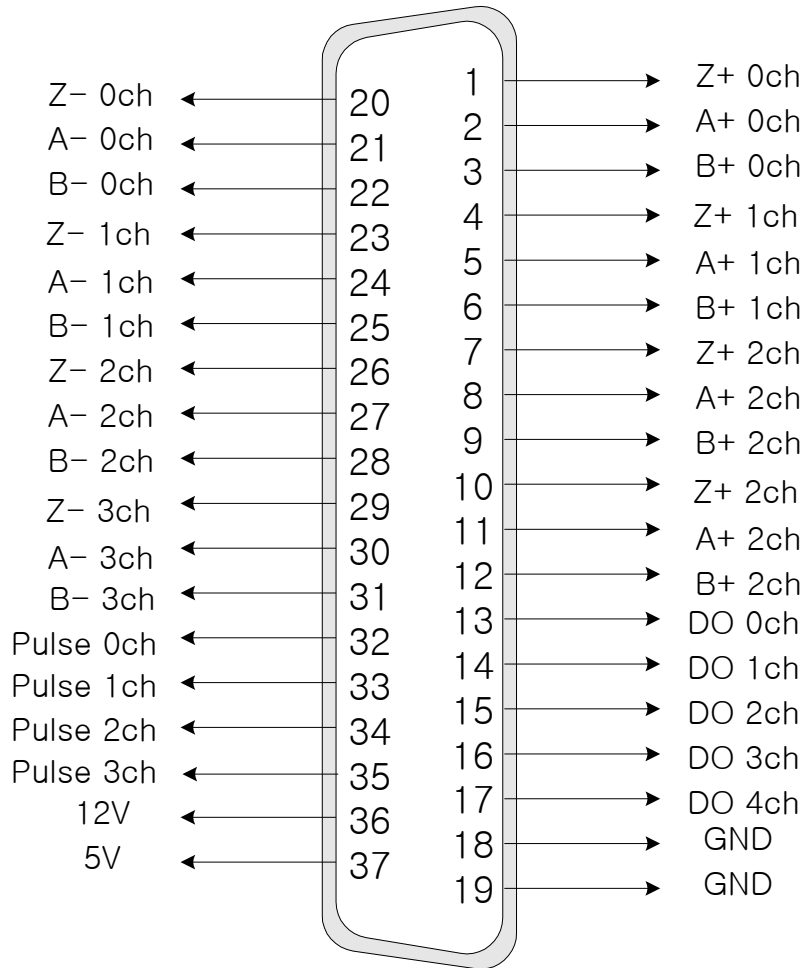 Z- 0ch 20
A- 0ch 21
B- 0ch 22
Z- 1ch 23
A- 1ch 24
B- 1ch 25
Z- 2ch 26
A- 2ch 27
B- 2ch 28
Z- 3ch 29
A- 3ch 30
B- 3ch 31
Pulse 0ch 32
Pulse 1ch 33
Pulse 2ch 34
Pulse 3ch 35
12V 36
5V 37
1 Z+ 0ch
2 A+ 0ch
3 B+ 0ch
4 Z+ 1ch
5 A+ 1ch
6 B+ 1ch
7 Z+ 2ch
8 A+ 2ch
9 B+ 2ch
10 Z+ 2ch
11 A+ 2ch
12 B+ 2ch
13 DO 0ch
14 DO 1ch
15 DO 2ch
16 DO 3ch
17 DO 4ch
18 GND
19 GND